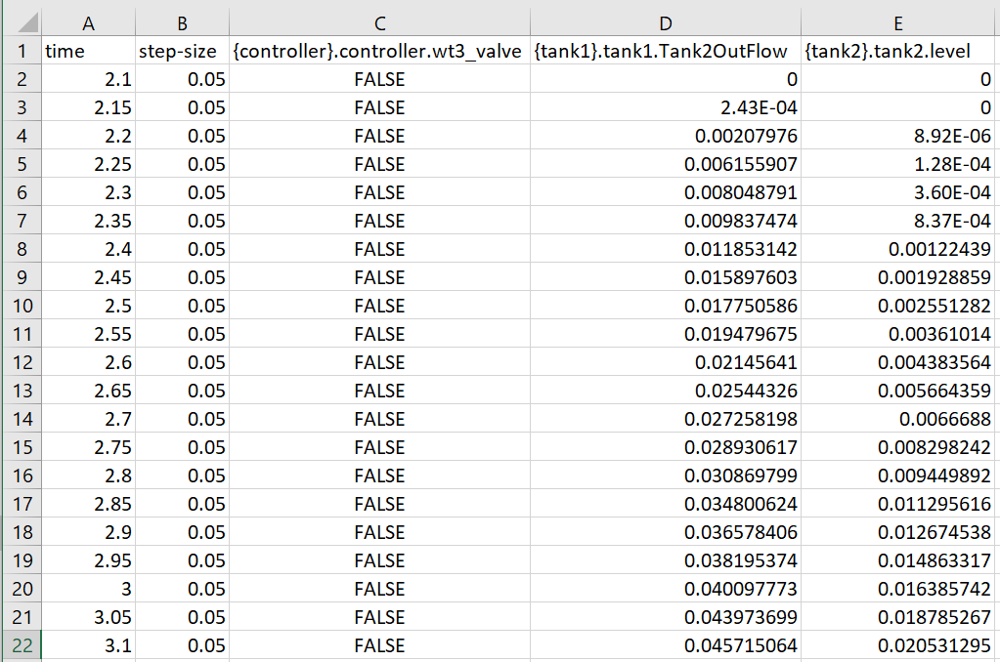 A B C D E
1 time step-size {controller}.controller.wt3_valve {tank1}.tank1.Tank2OutFlow {tank2}.tank2.level
2 2.1 0.05 FALSE 0 0
3 2.15 0.05 FALSE 2.43E-04 0
4 2.2 0.05 FALSE 0.00207976 8.92E-06
5 2.25 0.05 FALSE 0.006155907 1.28E-04
6 2.3 0.05 FALSE 0.008048791 3.60E-04
7 2.35 0.05 FALSE 0.009837474 8.37E-04
8 2.4 0.05 FALSE 0.011853142 0.00122439
9 2.45 0.05 FALSE 0.015897603 0.001928859
10 2.5 0.05 FALSE 0.017750586 0.002551282
11 2.55 0.05 FALSE 0.019479675 0.00361014
12 2.6 0.05 FALSE 0.02145641 0.004383564
13 2.65 0.05 FALSE 0.02544326 0.005664359
14 2.7 0.05 FALSE 0.027258198 0.0066688
15 2.75 0.05 FALSE 0.028930617 0.008298242
16 2.8 0.05 FALSE 0.030869799 0.009449892
17 2.85 0.05 FALSE 0.034800624 0.011295616
18 2.9 0.05 FALSE 0.036578406 0.012674538
19 2.95 0.05 FALSE 0.038195374 0.014863317
20 3 0.05 FALSE 0.040097773 0.016385742
21 3.05 0.05 FALSE 0.043973699 0.018785267
22 3.1 0.05 FALSE 0.045715064 0.020531295